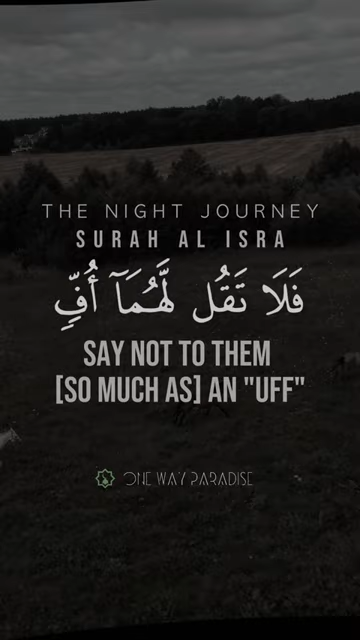 THE NIGHT JOURNEY
SURAH AL ISRA
فَلَا تَقُل لَّهُمَآ أُفٍّ
SAY NOT TO THEM
[SO MUCH AS] AN "UFF"
ONE WAY PARADISE